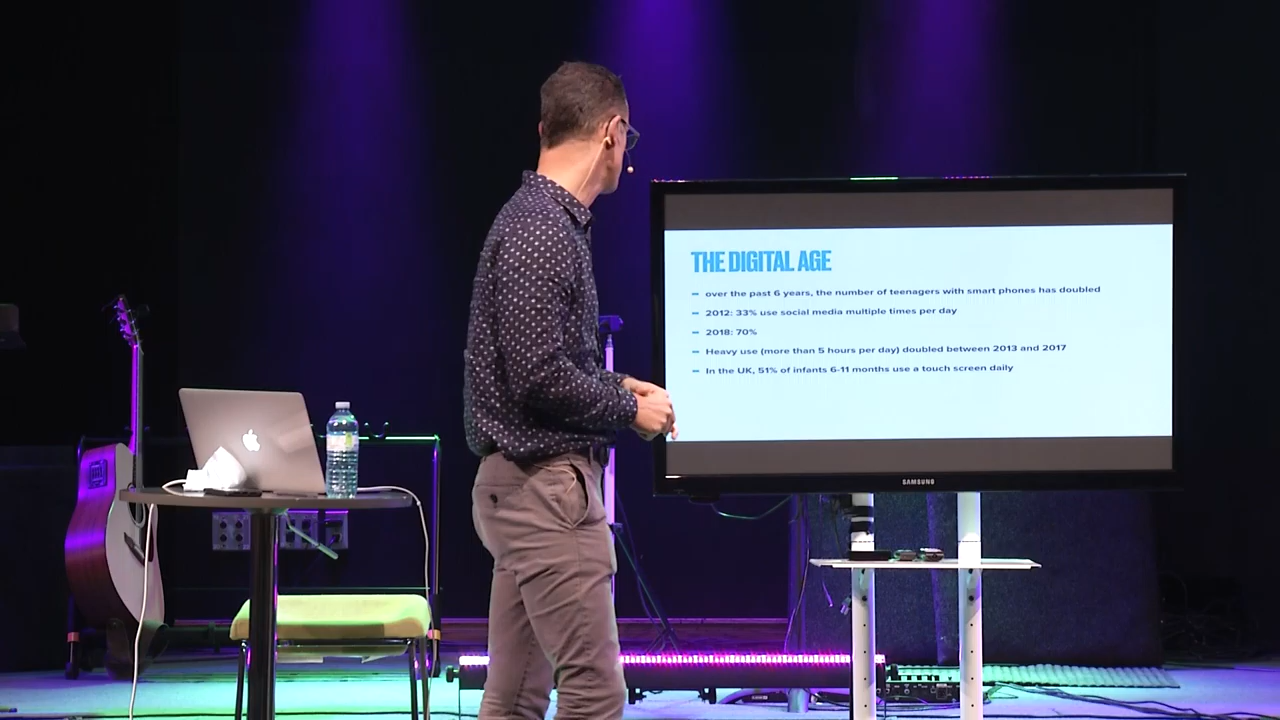 THE DIGITAL AGE
– over the past 6 years, the number of teenagers with smart phones has doubled
– 2012: 33% use social media multiple times per day
– 2018: 70%
– Heavy use (more than 5 hours per day) doubled between 2013 and 2017
– In the UK, 51% of infants 6-11 months use a touch screen daily
SAMSUNG